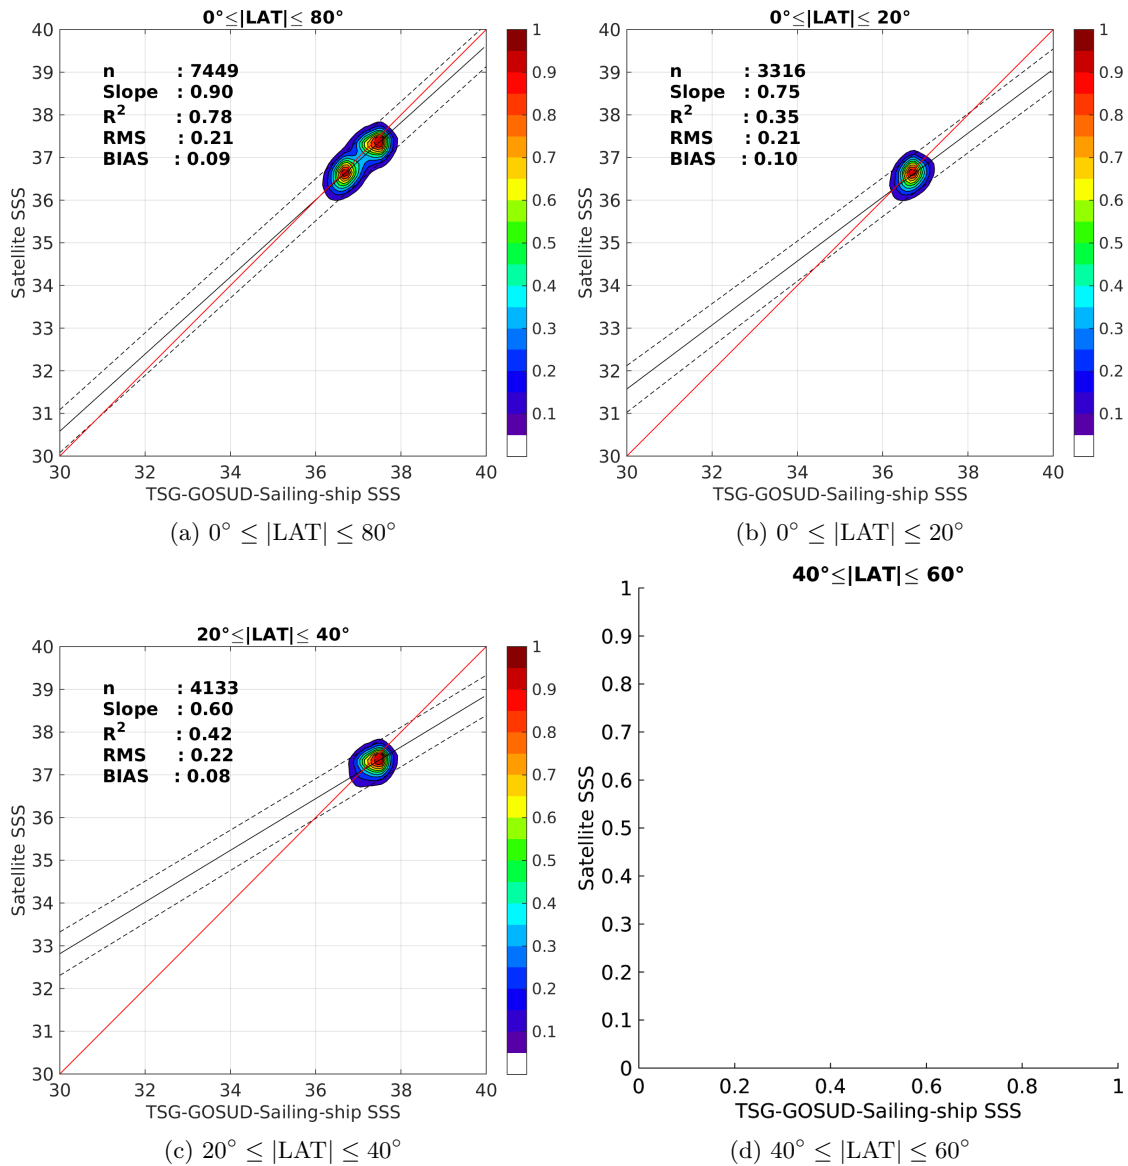 0°≤|LAT|≤ 80°
40
39
38
37
36
35
34
33
32
31
30
n : 7449
Slope : 0.90
R2 : 0.78
RMS : 0.21
BIAS : 0.09
Satellite SSS
30 32 34 36 38 40
TSG-GOSUD-Sailing-ship SSS
1
0.9
0.8
0.7
0.6
0.5
0.4
0.3
0.2
0.1
(a) 0° ≤ |LAT| ≤ 80°
0°≤|LAT|≤ 20°
40
39
38
37
36
35
34
33
32
31
30
n : 3316
Slope : 0.75
R2 : 0.35
RMS : 0.21
BIAS : 0.10
Satellite SSS
30 32 34 36 38 40
TSG-GOSUD-Sailing-ship SSS
1
0.9
0.8
0.7
0.6
0.5
0.4
0.3
0.2
0.1
(b) 0° ≤ |LAT| ≤ 20°
20°≤|LAT|≤ 40°
40
39
38
37
36
35
34
33
32
31
30
n : 4133
Slope : 0.60
R2 : 0.42
RMS : 0.22
BIAS : 0.08
Satellite SSS
30 32 34 36 38 40
TSG-GOSUD-Sailing-ship SSS
1
0.9
0.8
0.7
0.6
0.5
0.4
0.3
0.2
0.1
(c) 20° ≤ |LAT| ≤ 40°
40°≤|LAT|≤ 60°
1
0.9
0.8
0.7
0.6
0.5
0.4
0.3
0.2
0.1
0
Satellite SSS
0 0.2 0.4 0.6 0.8 1
TSG-GOSUD-Sailing-ship SSS
(d) 40° ≤ |LAT| ≤ 60°